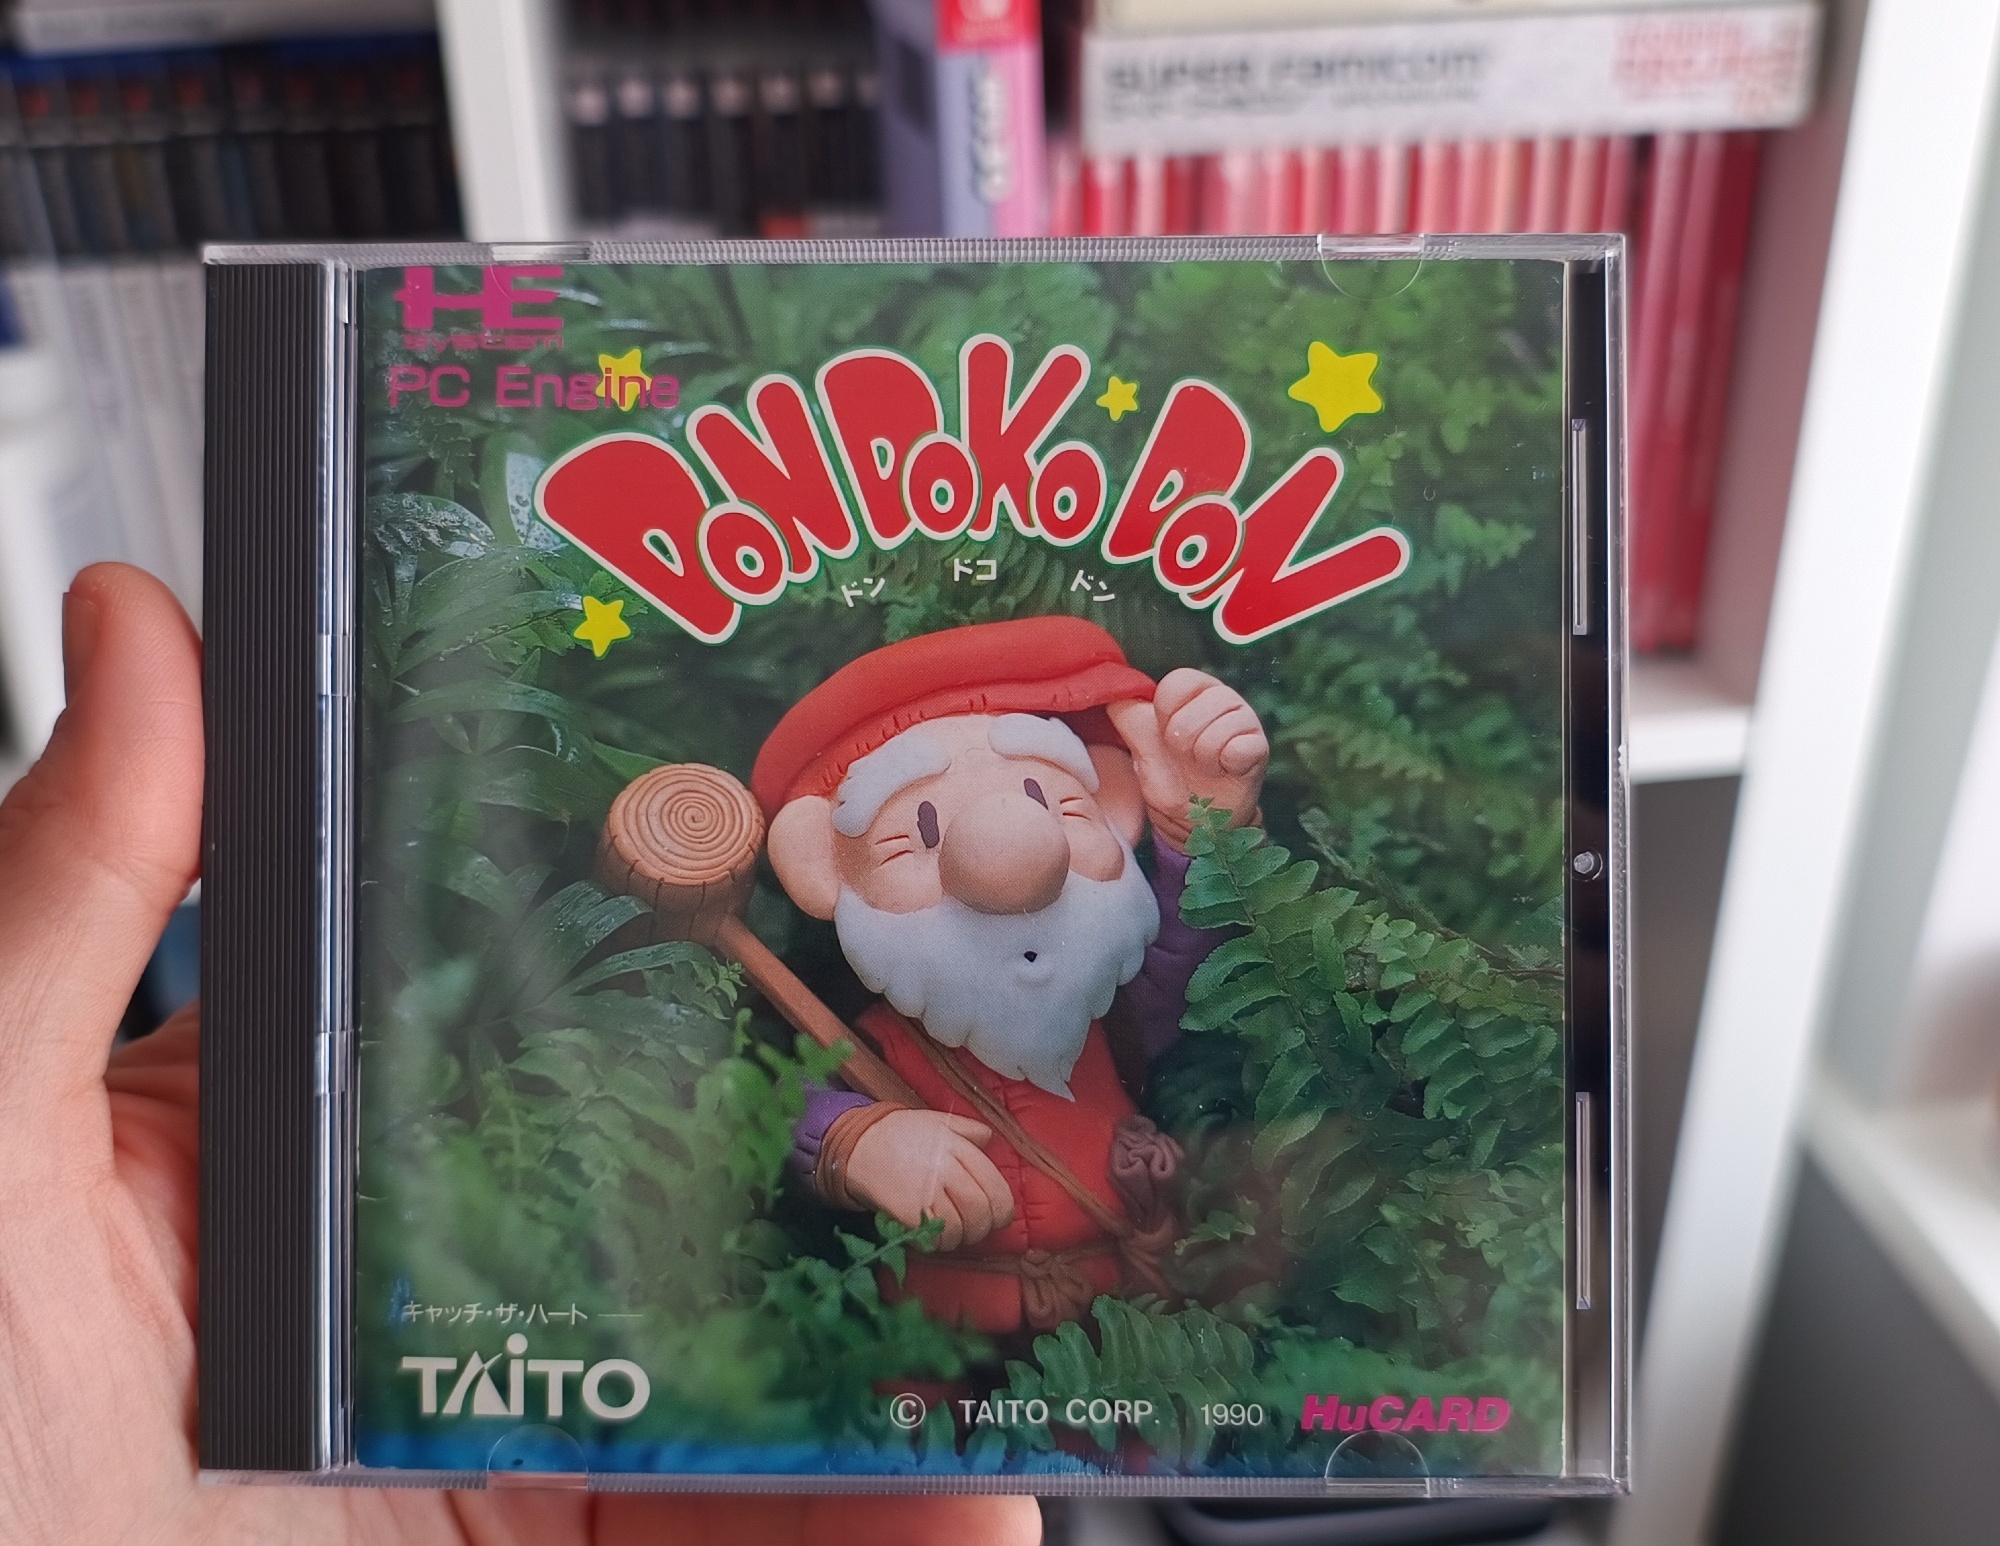 SUPER FAMICOM
HE
system
PC Engine
DON DOKO DON
ドン ドコ ドン
キャッチ・ザ・ハート
TAITO
© TAITO CORP. 1990 HuCARD